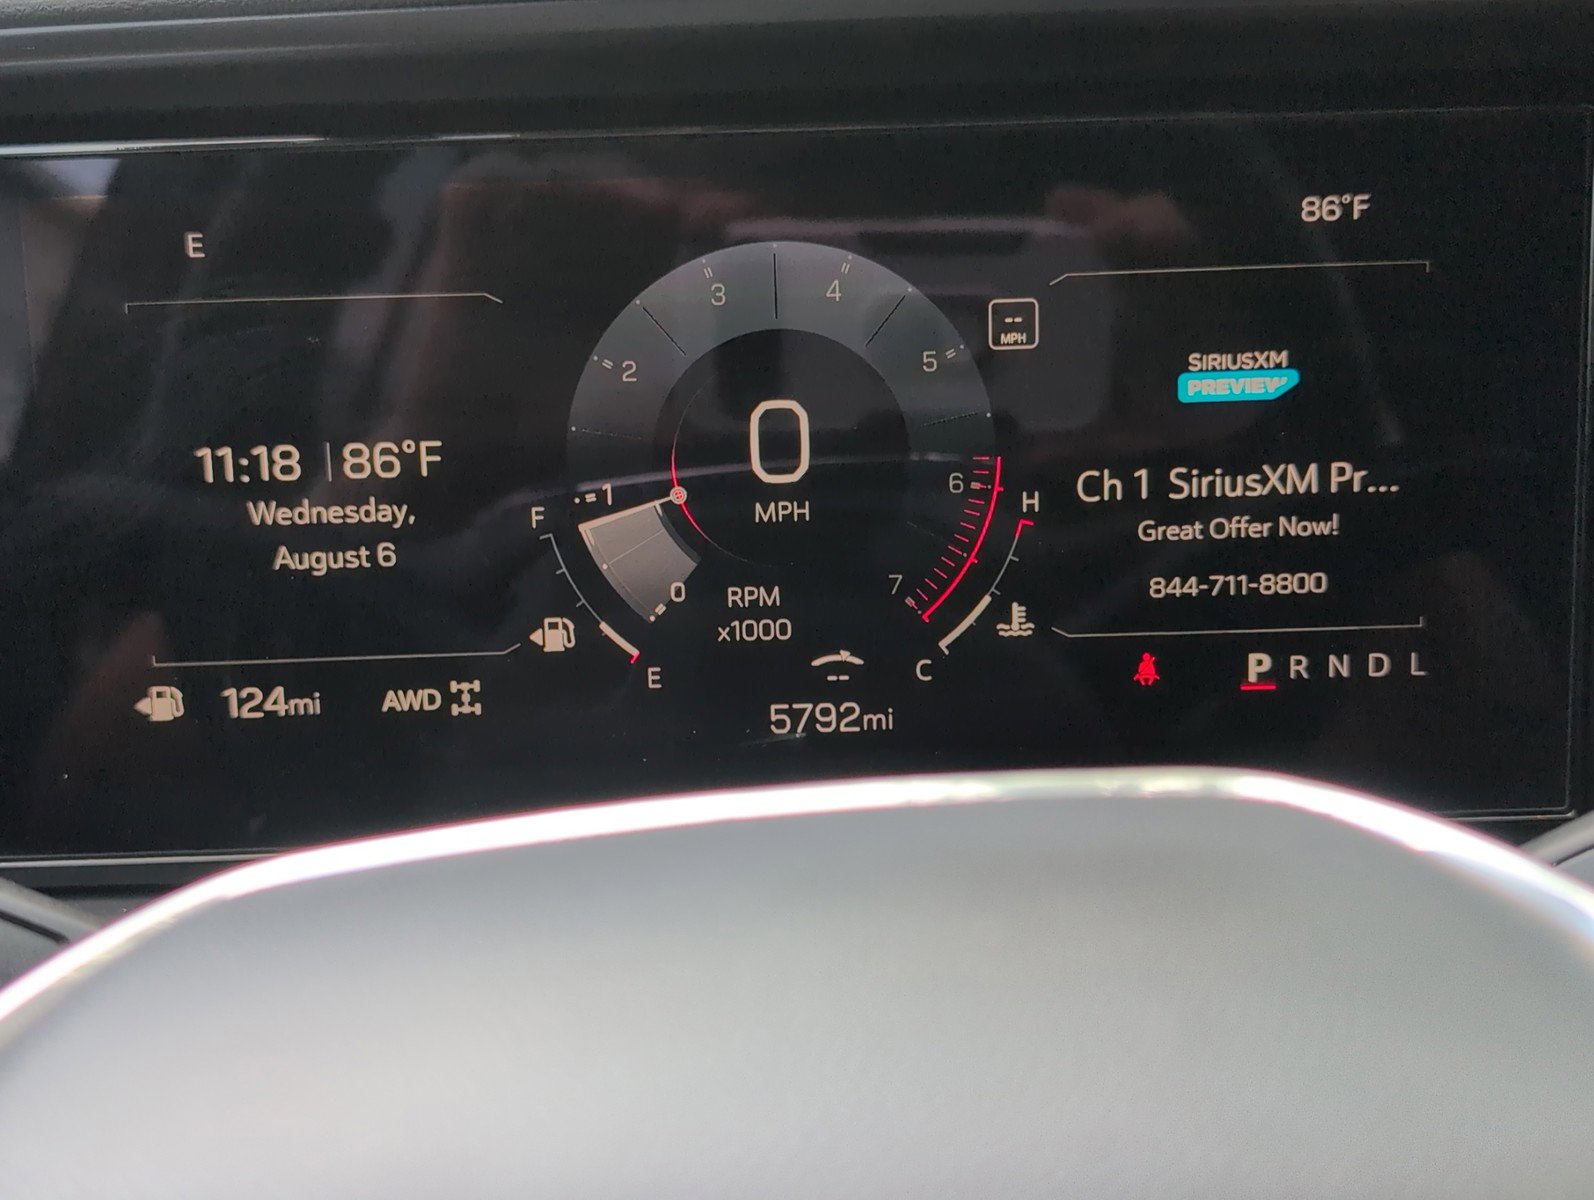 E
86°F
11:18 | 86°F
Wednesday,
August 6
124mi
AWD
F
E
0
1
2
3
4
5
6
7
0
MPH
RPM
x1000
--
MPH
H
C
--
5792mi
SIRIUSXM
PREVIEW
Ch 1 SiriusXM Pr...
Great Offer Now!
844-711-8800
P R N D L